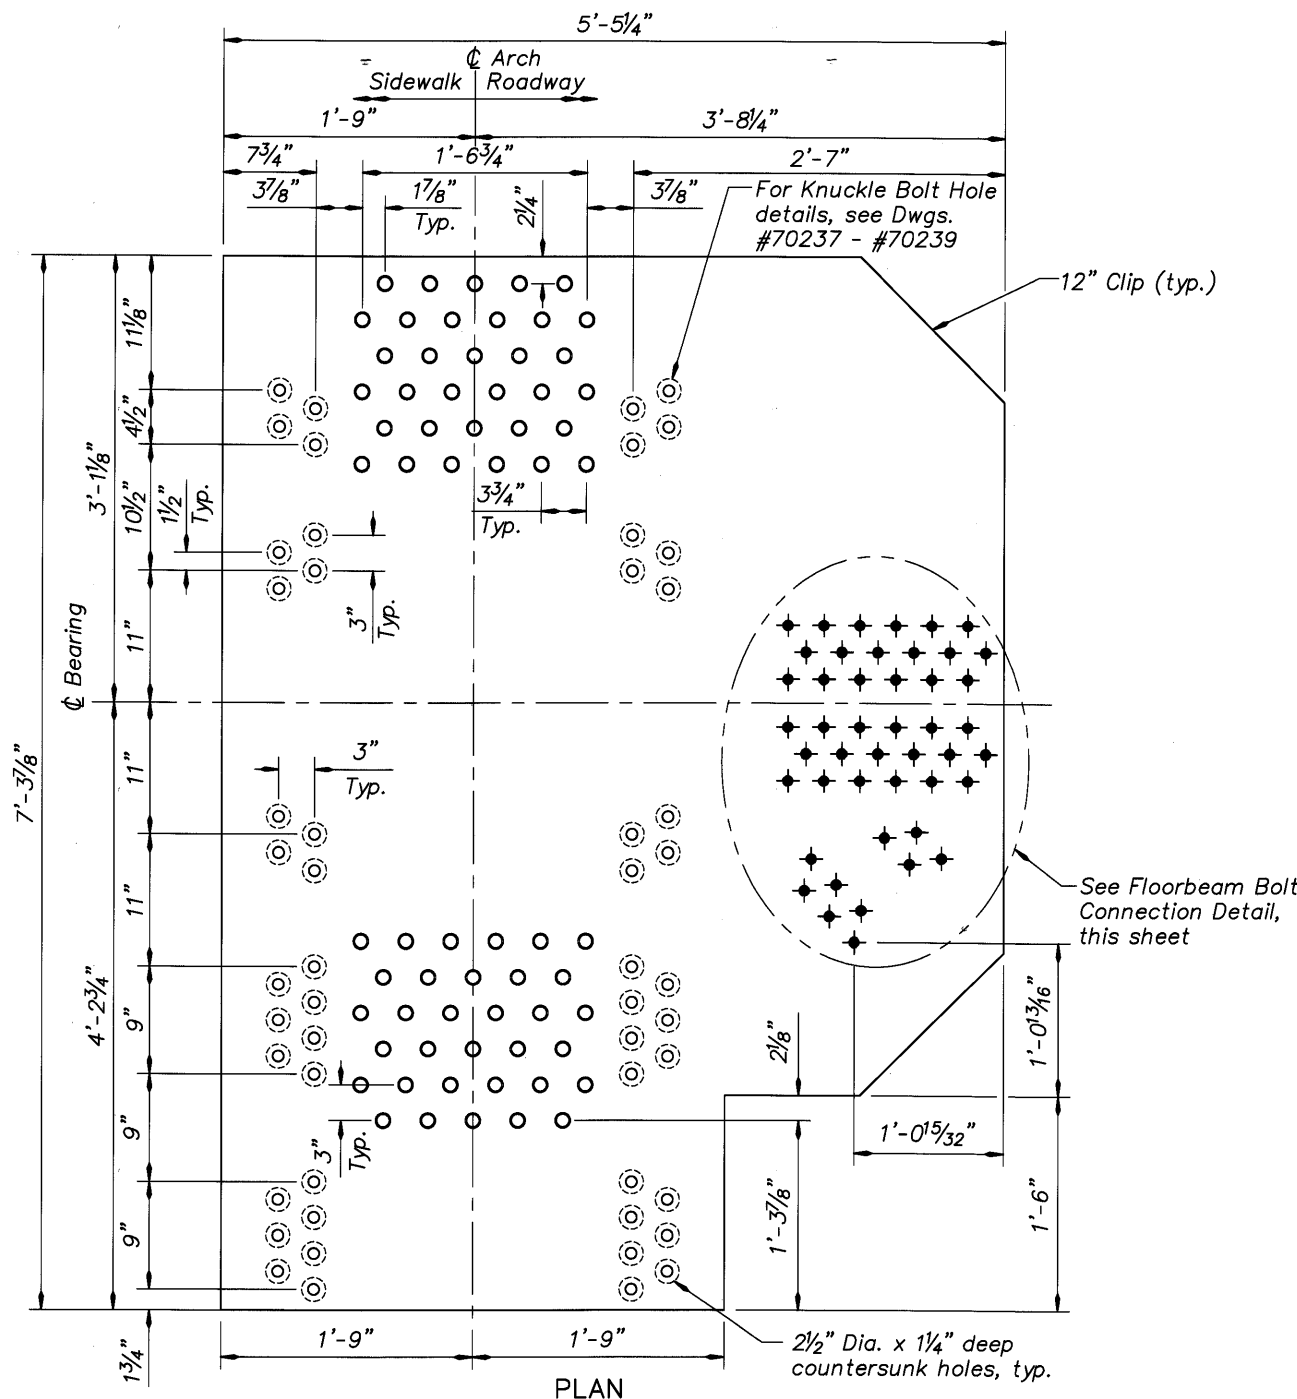 5'-5¼"
℄ Arch
Sidewalk Roadway
1'-9"
3'-8¼"
7¾"
1'-6¾"
2'-7"
3⅞"
1⅞"
Typ.
2¼"
3⅞"
For Knuckle Bolt Hole
details, see Dwgs.
#70237 - #70239
12" Clip (typ.)
11⅛"
4½"
3'-1⅛"
10½"
1½"
Typ.
3¾"
Typ.
3"
Typ.
11"
℄ Bearing
7'-3⅞"
11"
3"
Typ.
11"
See Floorbeam Bolt
Connection Detail,
this sheet
4'-2¾"
9"
2⅛"
1'-0¹³⁄₁₆"
9"
3"
Typ.
1'-0¹⁵⁄₃₂"
9"
1'-3⅞"
1'-6"
1¾"
1'-9"
1'-9"
2½" Dia. x 1¼" deep
countersunk holes, typ.
PLAN